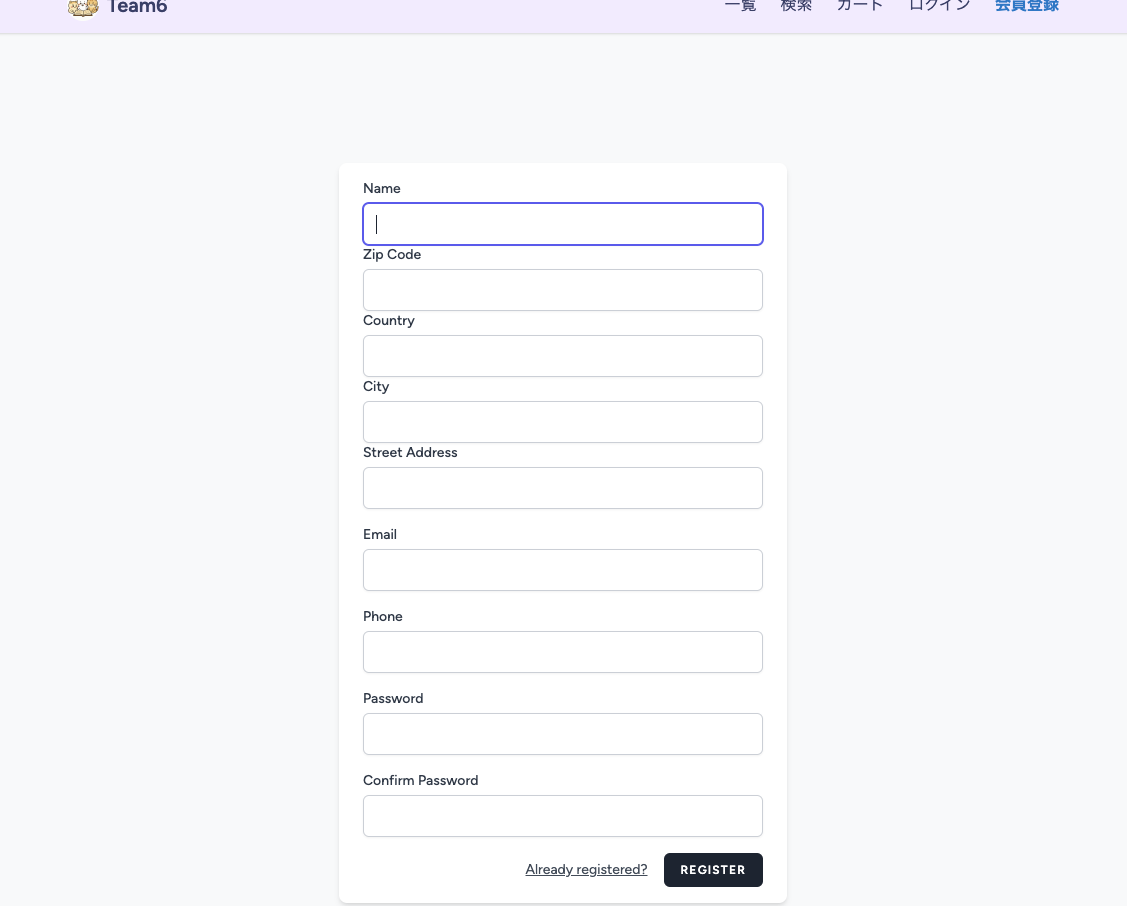 Team6
一覧 検索 カート ログイン 会員登録
Name
Zip Code
Country
City
Street Address
Email
Phone
Password
Confirm Password
Already registered? REGISTER